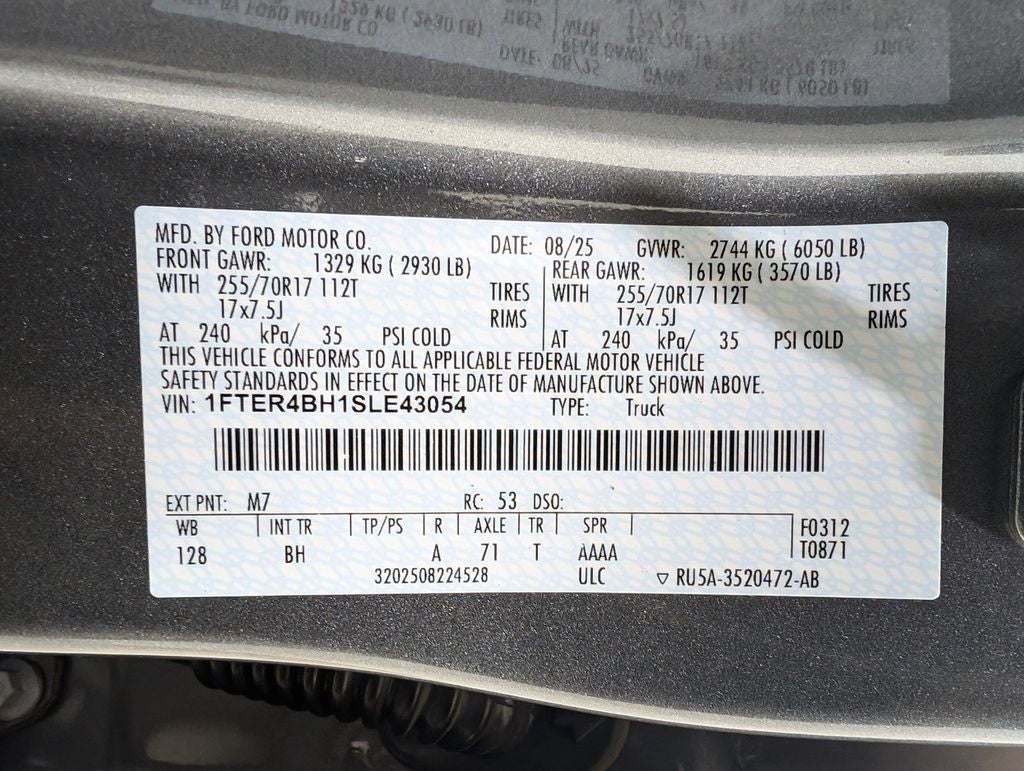 MFD. BY FORD MOTOR CO. DATE: 08/25 GVWR: 2744 KG ( 6050 LB)
FRONT GAWR: 1329 KG ( 2930 LB) REAR GAWR: 1619 KG ( 3570 LB)
WITH 255/70R17 112T TIRES WITH 255/70R17 112T TIRES
17x7.5J RIMS 17x7.5J RIMS
AT 240 kPa/ 35 PSI COLD AT 240 kPa/ 35 PSI COLD
THIS VEHICLE CONFORMS TO ALL APPLICABLE FEDERAL MOTOR VEHICLE
SAFETY STANDARDS IN EFFECT ON THE DATE OF MANUFACTURE SHOWN ABOVE.
VIN: 1FTER4BH1SLE43054 TYPE: Truck
EXT PNT: M7 RC: 53 DSO:
WB INT TR TP/PS R AXLE TR SPR F0312
128 BH A 71 T AAAA T0871
3202508224528 ULC ▽ RU5A-3520472-AB